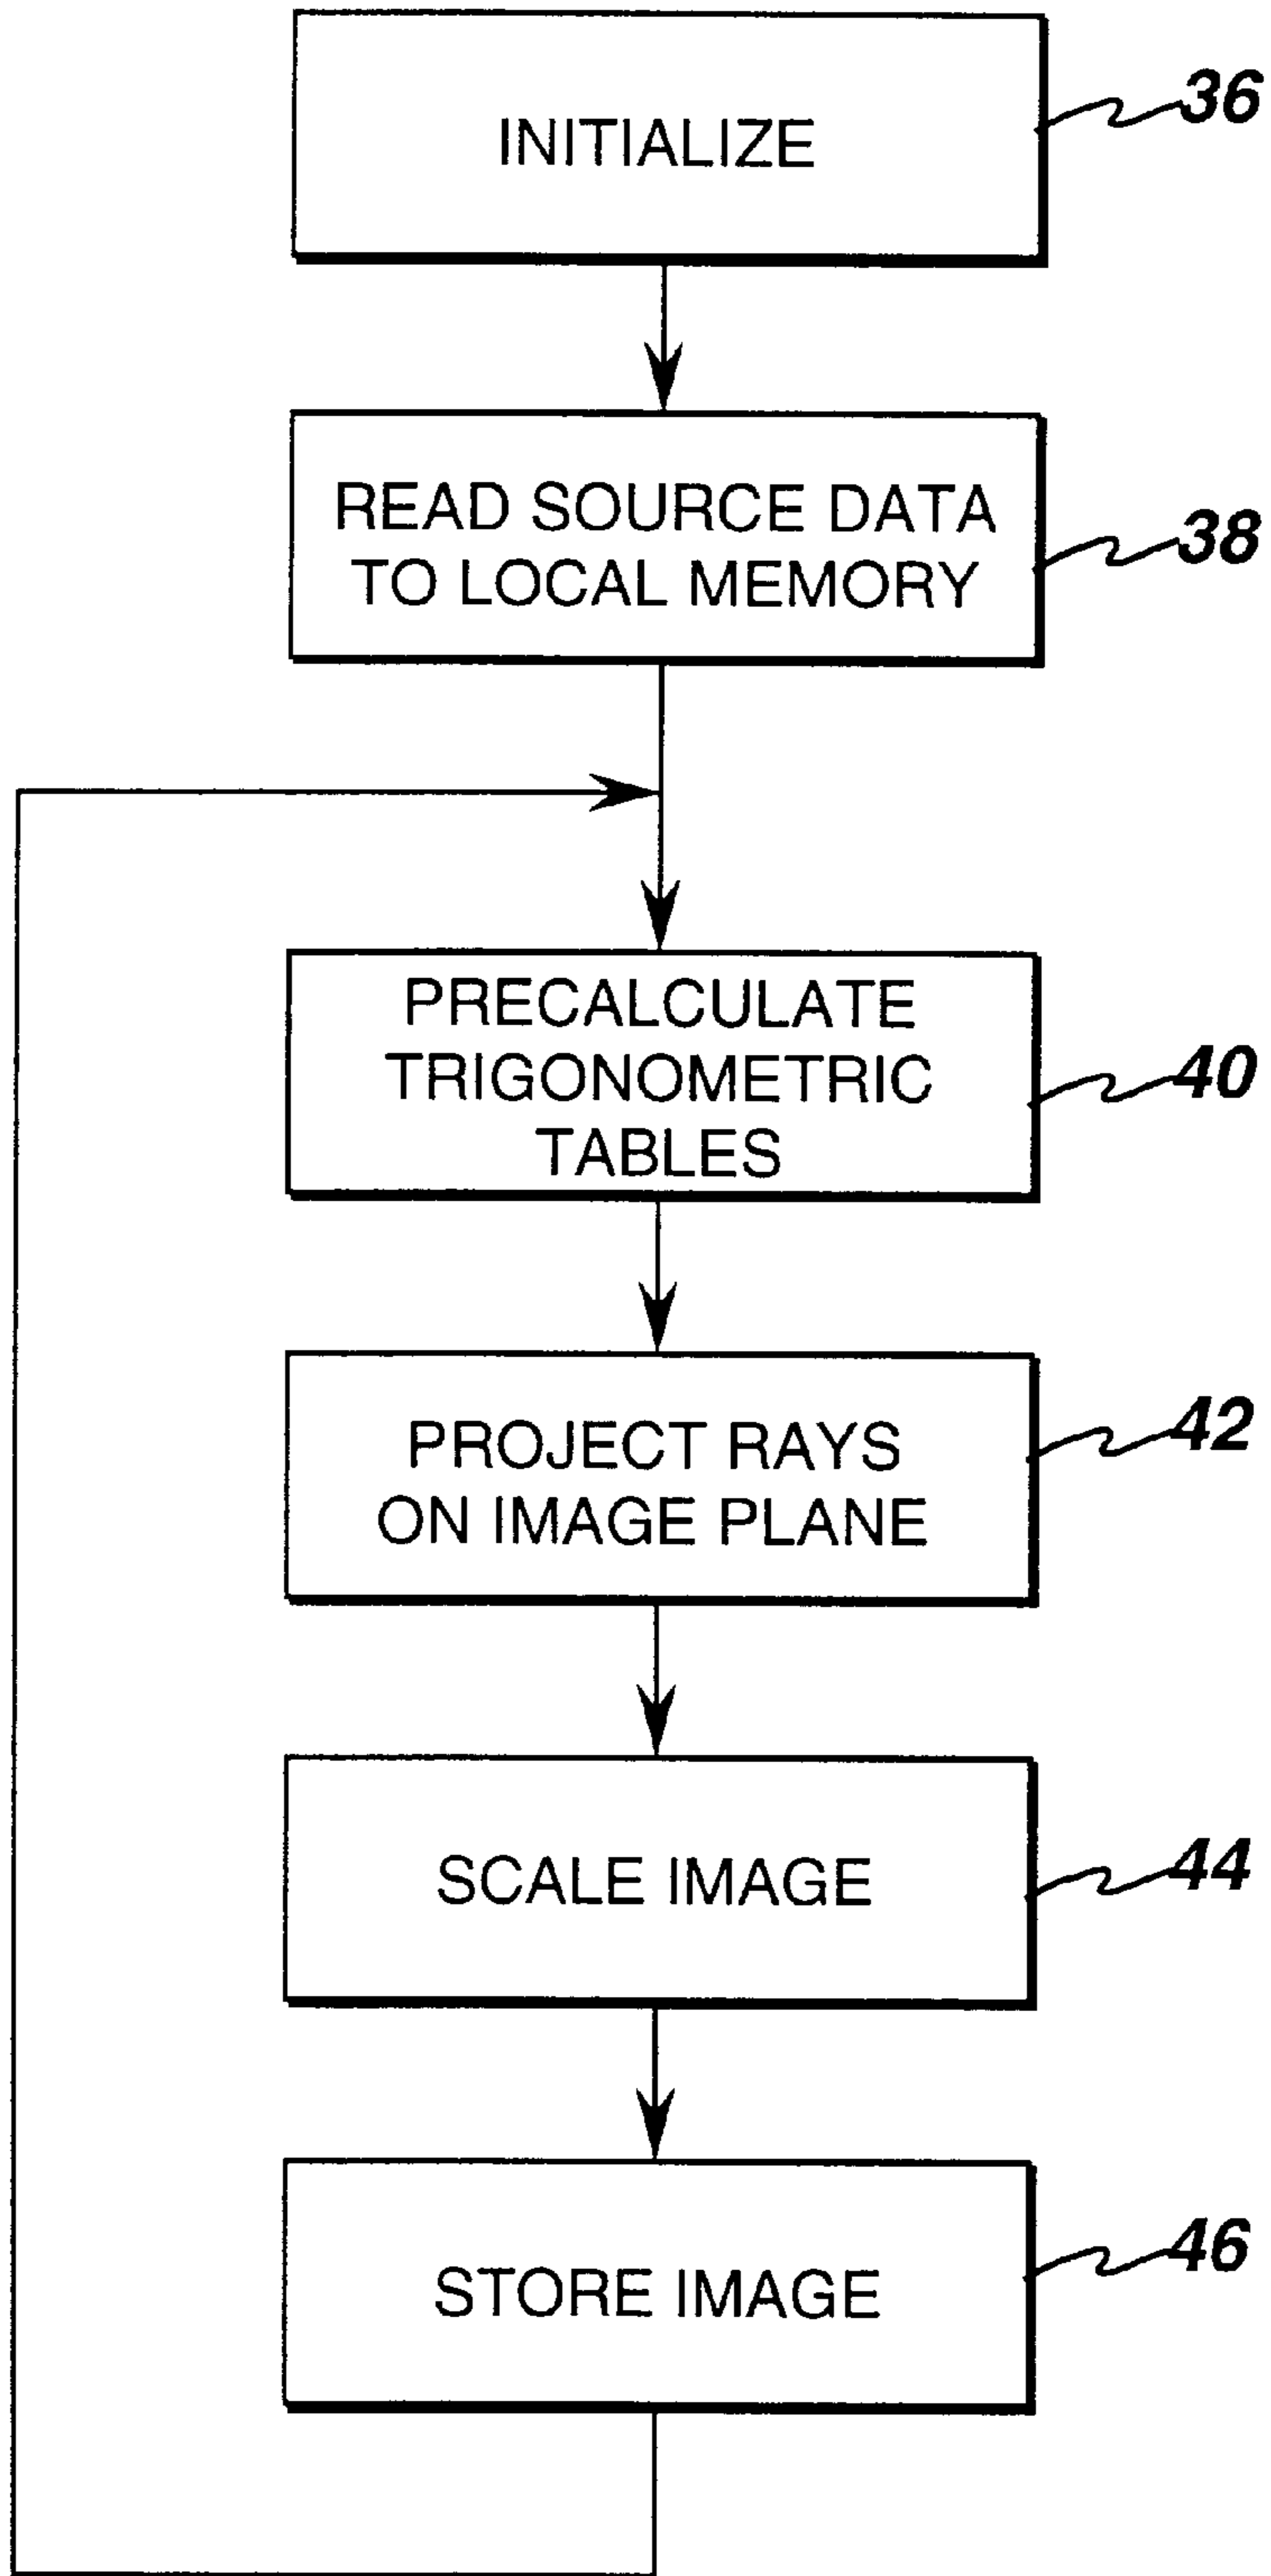 INITIALIZE
36
READ SOURCE DATA
TO LOCAL MEMORY
38
PRECALCULATE
TRIGONOMETRIC
TABLES
40
PROJECT RAYS
ON IMAGE PLANE
42
SCALE IMAGE
44
STORE IMAGE
46